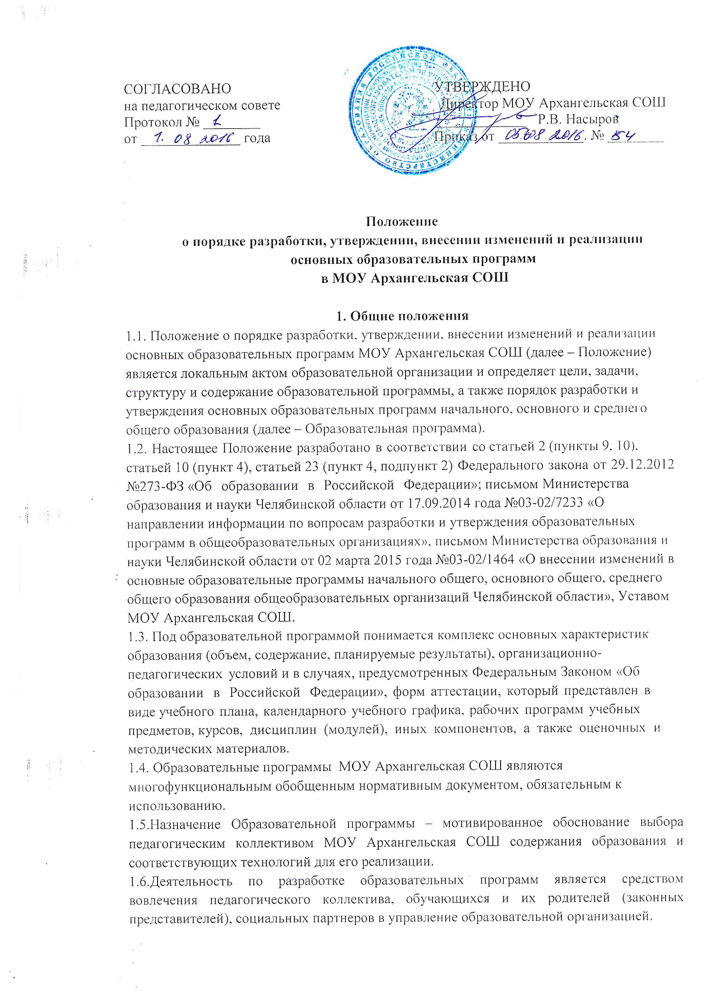 СОГЛАСОВАНО
на педагогическом совете
Протокол № 1
от 1. 08 2016 года
УТВЕРЖДЕНО
Директор МОУ Архангельская СОШ
Р.В. Насыров
Приказ от 05.08 2016. № 54
Положение
о порядке разработки, утверждении, внесении изменений и реализации
основных образовательных программ
в МОУ Архангельская СОШ
1. Общие положения
1.1. Положение о порядке разработки, утверждении, внесении изменений и реализации
основных образовательных программ МОУ Архангельская СОШ (далее – Положение)
является локальным актом образовательной организации и определяет цели, задачи,
структуру и содержание образовательной программы, а также порядок разработки и
утверждения основных образовательных программ начального, основного и среднего
общего образования (далее – Образовательная программа).
1.2. Настоящее Положение разработано в соответствии со статьей 2 (пункты 9, 10),
статьей 10 (пункт 4), статьей 23 (пункт 4, подпункт 2) Федерального закона от 29.12.2012
№273-ФЗ «Об образовании в Российской Федерации»; письмом Министерства
образования и науки Челябинской области от 17.09.2014 года №03-02/7233 «О
направлении информации по вопросам разработки и утверждения образовательных
программ в общеобразовательных организациях», письмом Министерства образования и
науки Челябинской области от 02 марта 2015 года №03-02/1464 «О внесении изменений в
основные образовательные программы начального общего, основного общего, среднего
общего образования общеобразовательных организаций Челябинской области», Уставом
МОУ Архангельская СОШ.
1.3. Под образовательной программой понимается комплекс основных характеристик
образования (объем, содержание, планируемые результаты), организационно-
педагогических условий и в случаях, предусмотренных Федеральным Законом «Об
образовании в Российской Федерации», форм аттестации, который представлен в
виде учебного плана, календарного учебного графика, рабочих программ учебных
предметов, курсов, дисциплин (модулей), иных компонентов, а также оценочных и
методических материалов.
1.4. Образовательные программы МОУ Архангельская СОШ являются
многофункциональным обобщенным нормативным документом, обязательным к
использованию.
1.5.Назначение Образовательной программы – мотивированное обоснование выбора
педагогическим коллективом МОУ Архангельская СОШ содержания образования и
соответствующих технологий для его реализации.
1.6.Деятельность по разработке образовательных программ является средством
вовлечения педагогического коллектива, обучающихся и их родителей (законных
представителей), социальных партнеров в управление образовательной организацией.